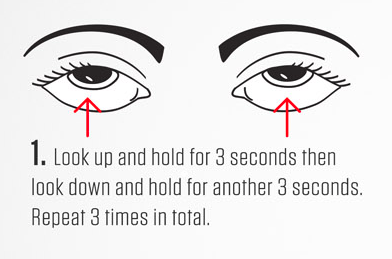 1. Look up and hold for 3 seconds then
look down and hold for another 3 seconds.
Repeat 3 times in total.